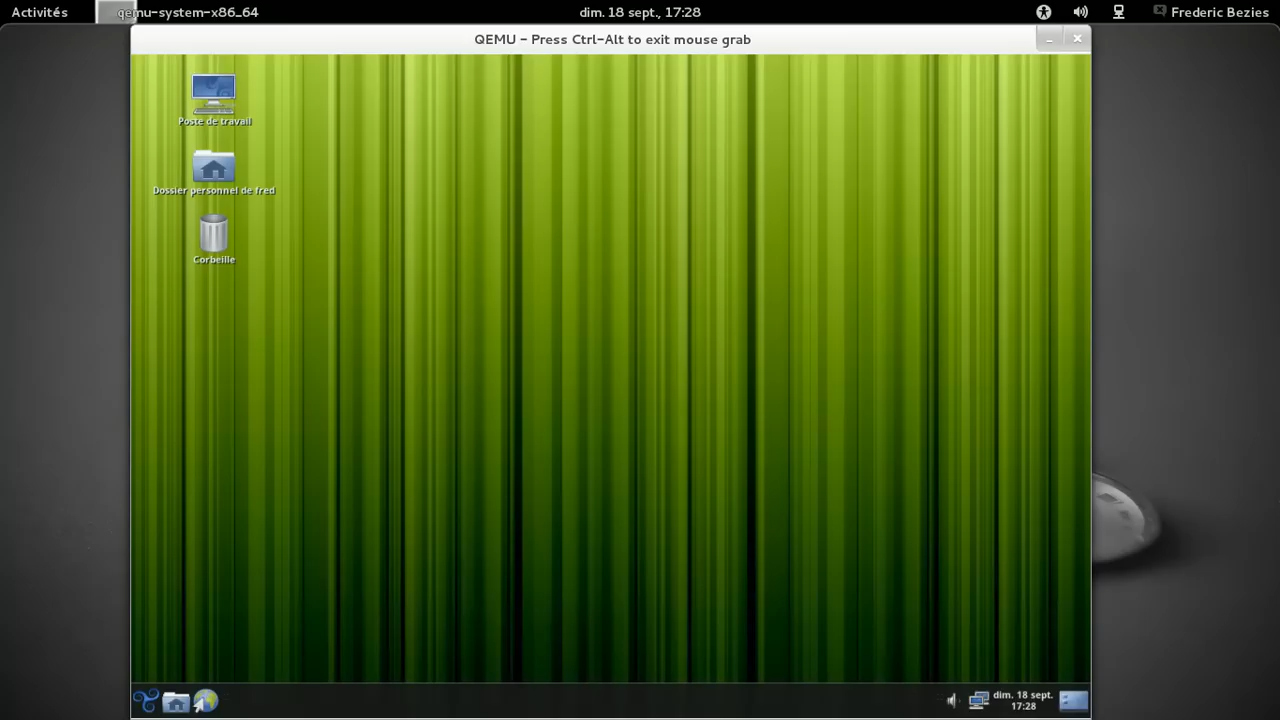 Activités
qemu-system-x86_64
dim. 18 sept., 17:28
Frederic Bezies
QEMU - Press Ctrl-Alt to exit mouse grab
Poste de travail
Dossier personnel de fred
Corbeille
dim. 18 sept.
17:28